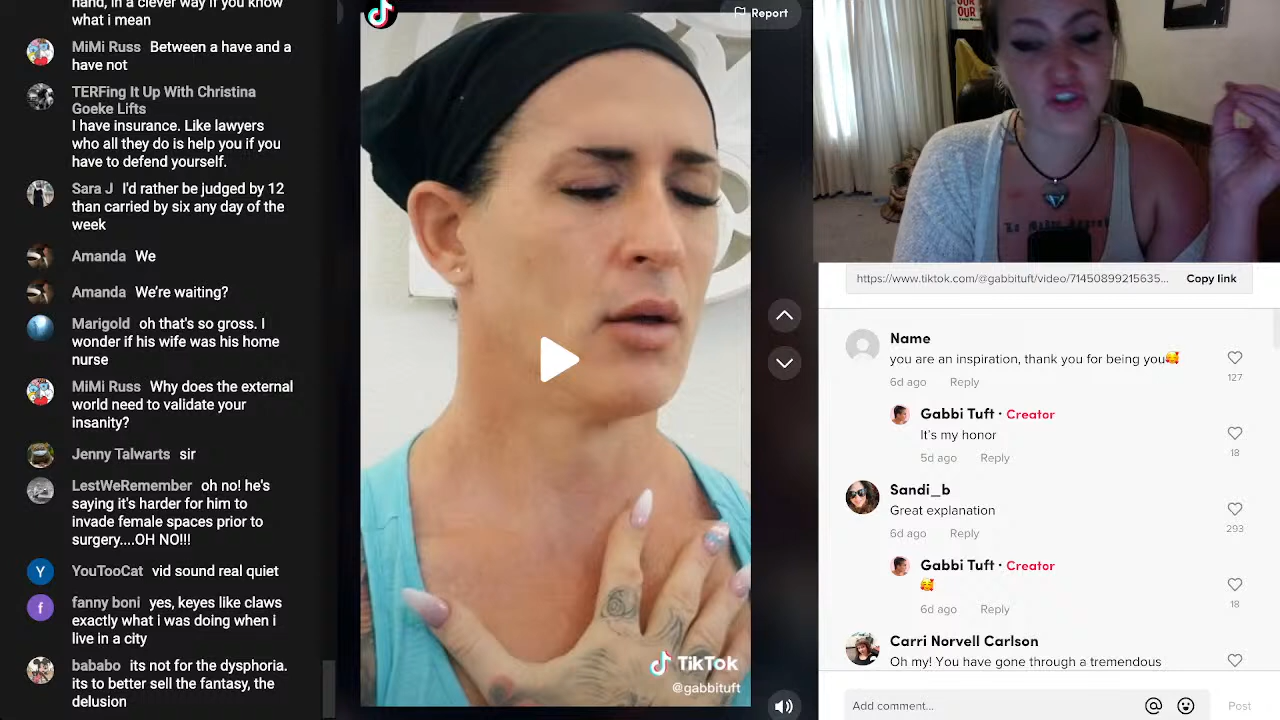 hand, in a clever way if you know
what i mean
MiMi Russ Between a have and a
have not
TERFing It Up With Christina
Goeke Lifts
I have insurance. Like lawyers
who all they do is help you if you
have to defend yourself.
Sara J I'd rather be judged by 12
than carried by six any day of the
week
Amanda We
Amanda We’re waiting?
Marigold oh that's so gross. I
wonder if his wife was his home
nurse
MiMi Russ Why does the external
world need to validate your
insanity?
Jenny Talwarts sir
LestWeRemember oh no! he's
saying it's harder for him to
invade female spaces prior to
surgery....OH NO!!!
Y
YouTooCat vid sound real quiet
f
fanny boni yes, keyes like claws
exactly what i was doing when i
live in a city
bababo its not for the dysphoria.
its to better sell the fantasy, the
delusion
Report
TikTok
@gabbituft
https://www.tiktok.com/@gabbituft/video/71450899215635... Copy link
Name
you are an inspiration, thank you for being you🥰
6d ago Reply
127
Gabbi Tuft · Creator
It’s my honor
5d ago Reply
18
Sandi_b
Great explanation
6d ago Reply
293
Gabbi Tuft · Creator
🥰
6d ago Reply
18
Carri Norvell Carlson
Oh my! You have gone through a tremendous
Add comment...
Post